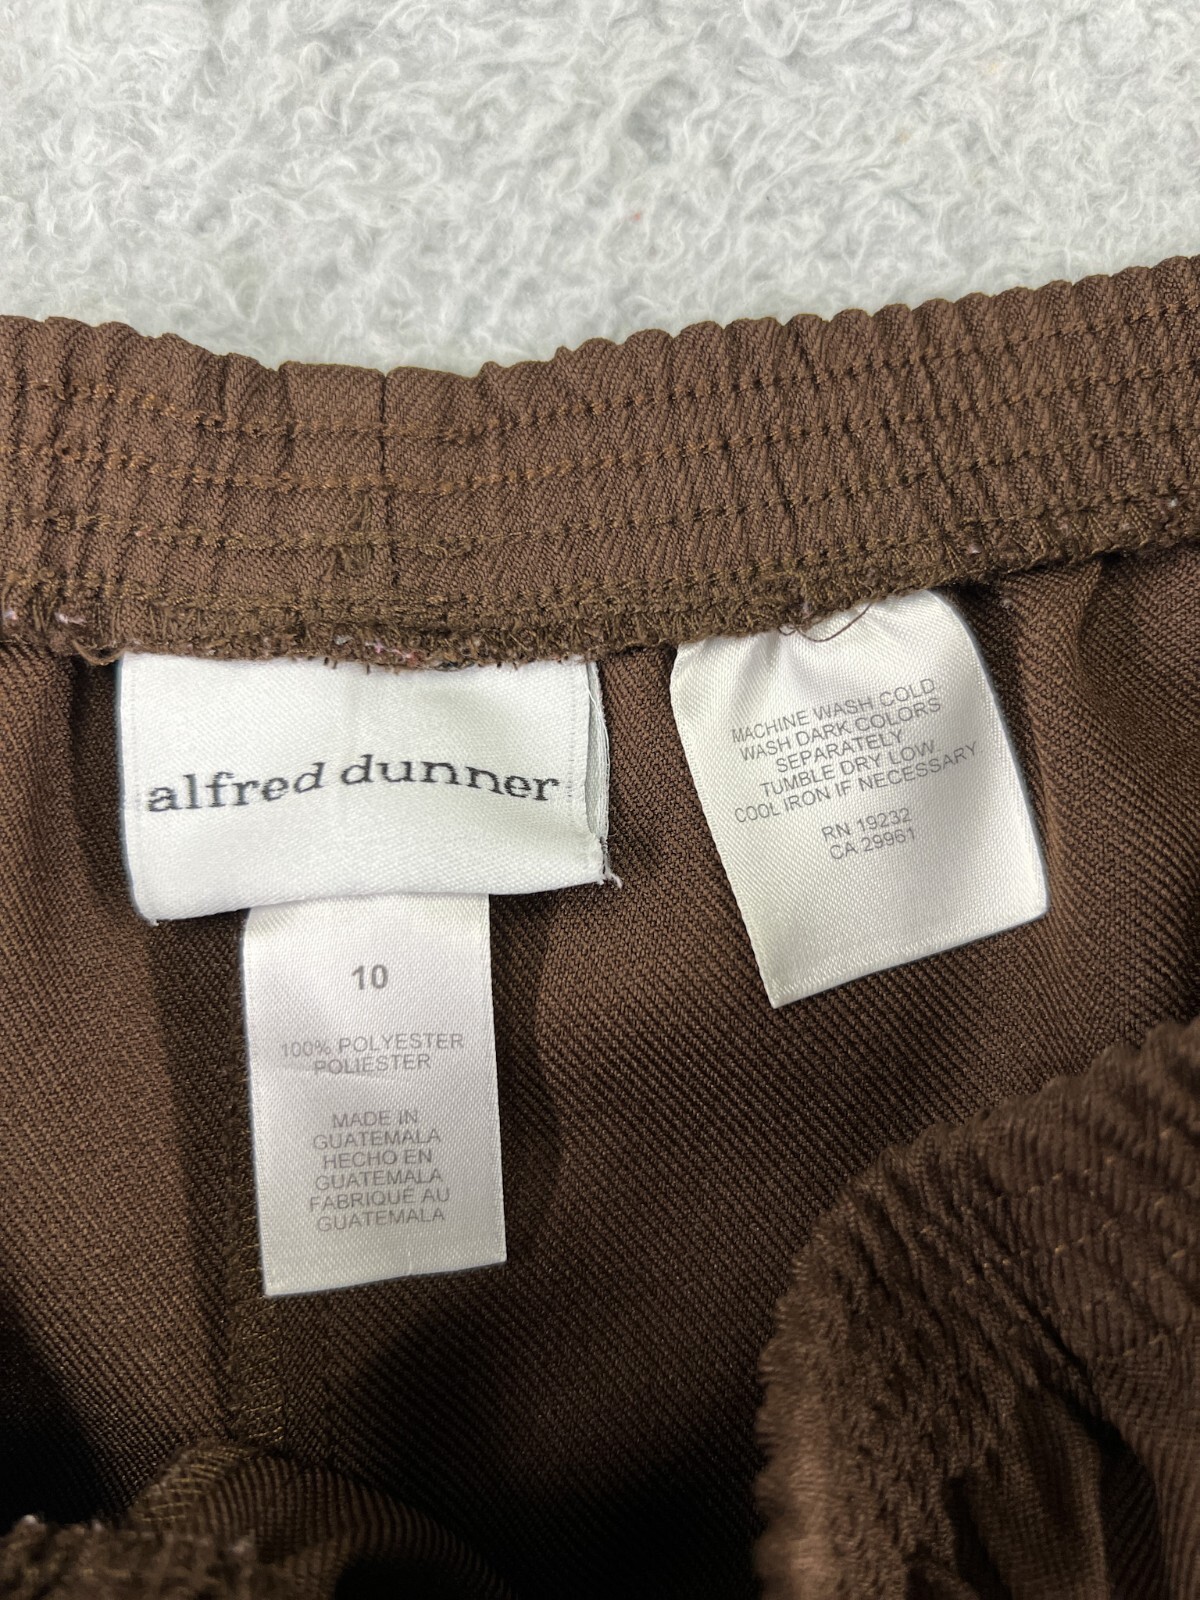 alfred dunner
10
100% POLYESTER
POLIESTER
MADE IN
GUATEMALA
HECHO EN
GUATEMALA
FABRIQUÉ AU
GUATEMALA
MACHINE WASH COLD
WASH DARK COLORS
SEPARATELY
TUMBLE DRY LOW.
COOL IRON IF NECESSARY.
RN 19232
CA 29961